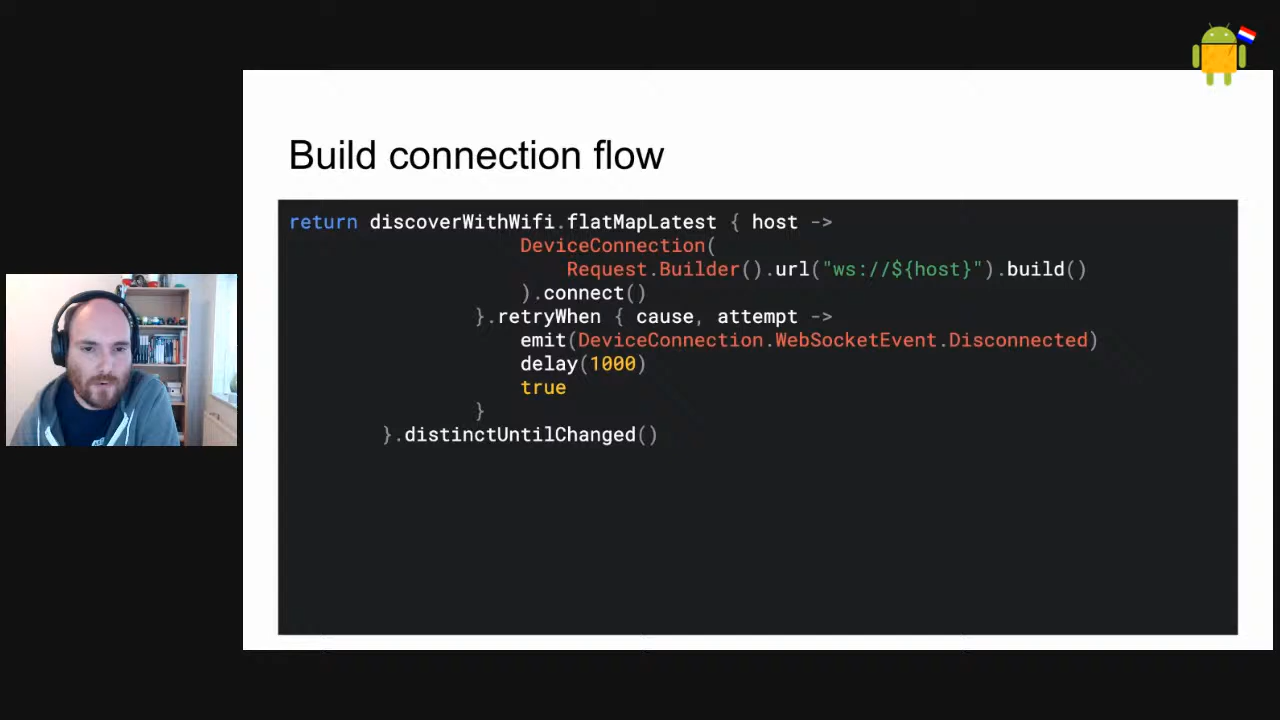 Build connection flow
return discoverWithWifi.flatMapLatest { host ->
DeviceConnection(
Request.Builder().url("ws://${host}").build()
).connect()
}.retryWhen { cause, attempt ->
emit(DeviceConnection.WebSocketEvent.Disconnected)
delay(1000)
true
}
}.distinctUntilChanged()